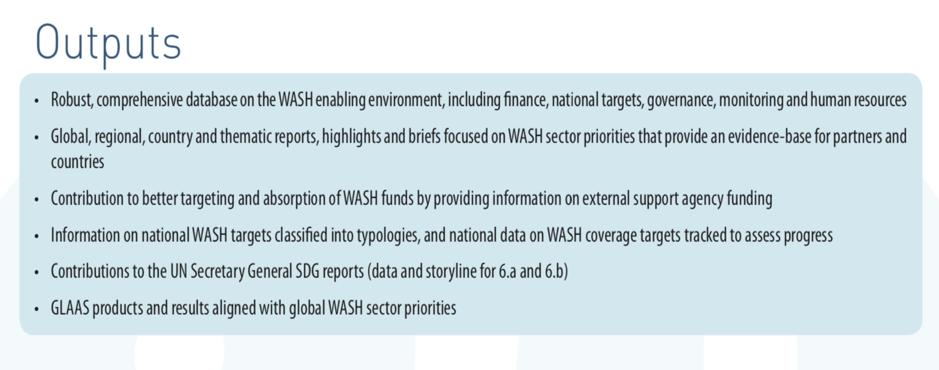 Outputs
• Robust, comprehensive database on the WASH enabling environment, including finance, national targets, governance, monitoring and human resources
• Global, regional, country and thematic reports, highlights and briefs focused on WASH sector priorities that provide an evidence-base for partners and
countries
• Contribution to better targeting and absorption of WASH funds by providing information on external support agency funding
• Information on national WASH targets classified into typologies, and national data on WASH coverage targets tracked to assess progress
• Contributions to the UN Secretary General SDG reports (data and storyline for 6.a and 6.b)
• GLAAS products and results aligned with global WASH sector priorities